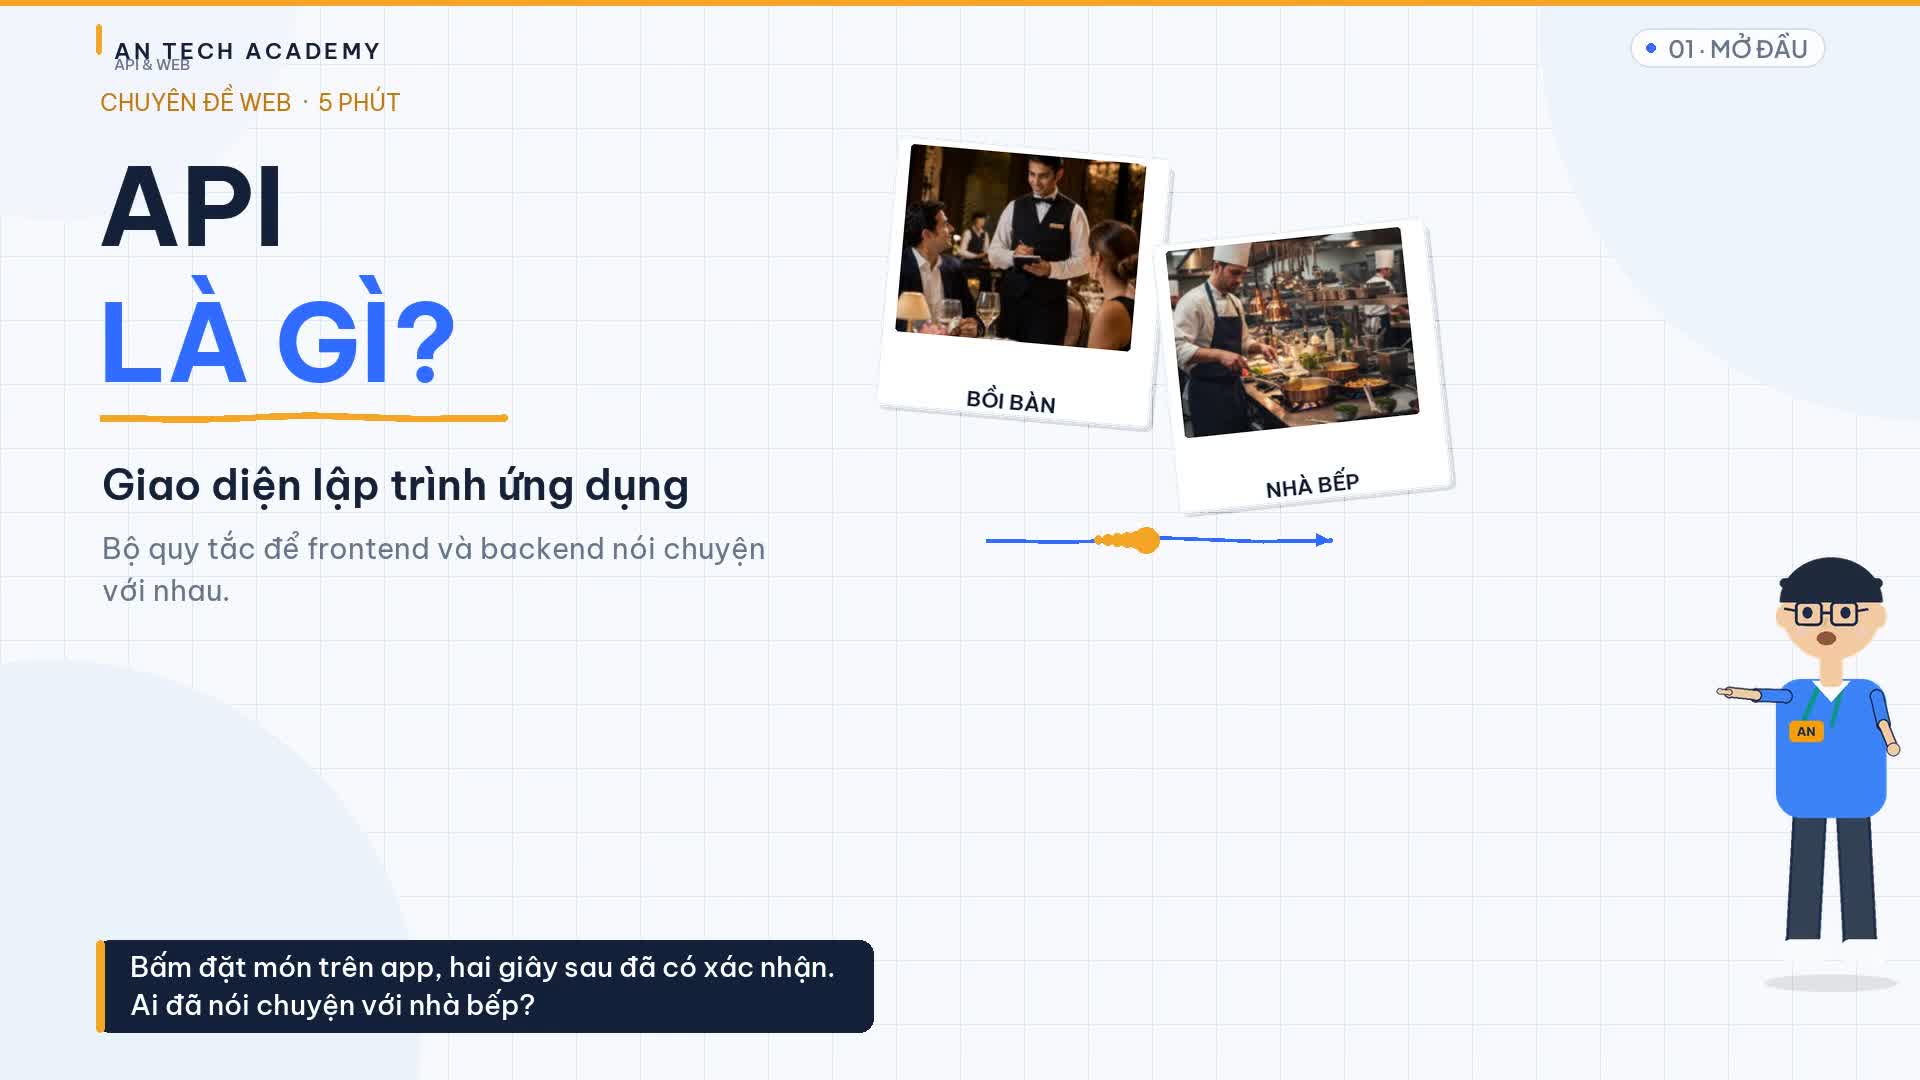 AN TECH ACADEMY
API & WEB
CHUYÊN ĐỀ WEB · 5 PHÚT
01 · MỞ ĐẦU
API
LÀ GÌ?
Giao diện lập trình ứng dụng
Bộ quy tắc để frontend và backend nói chuyện
với nhau.
BỒI BÀN
NHÀ BẾP
AN
Bấm đặt món trên app, hai giây sau đã có xác nhận.
Ai đã nói chuyện với nhà bếp?